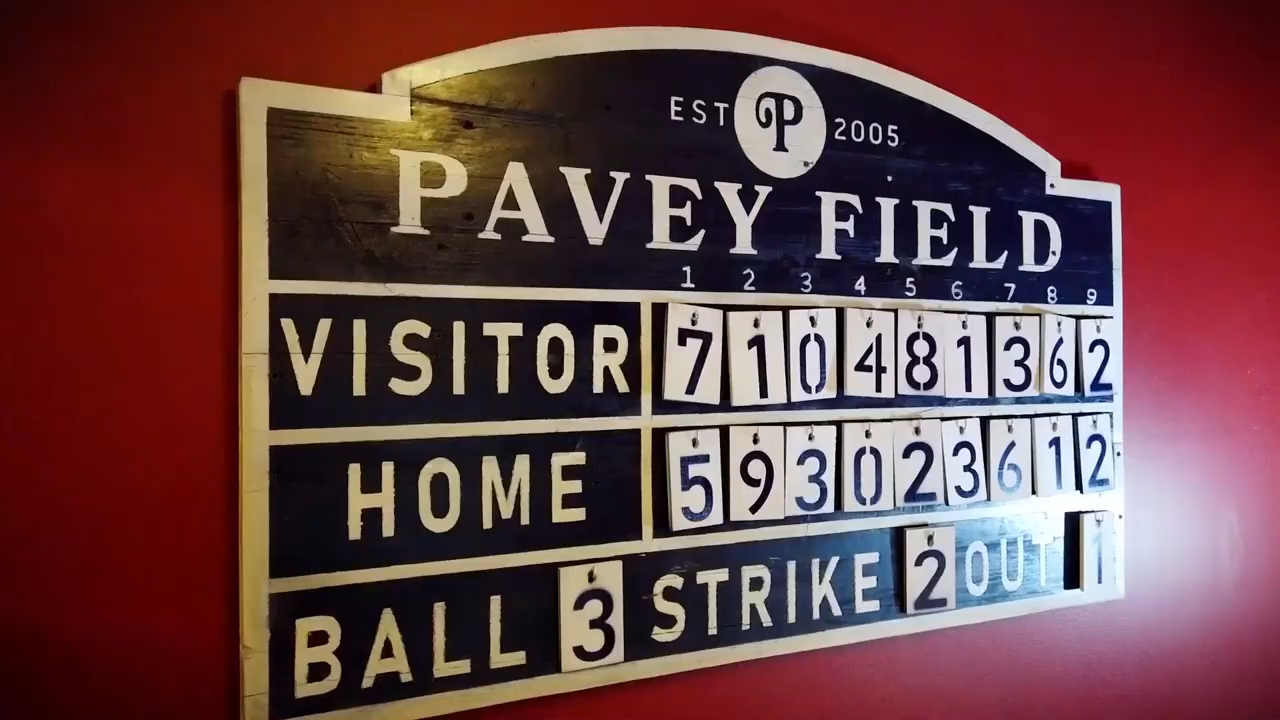 EST P 2005
PAVEY FIELD
1 2 3 4 5 6 7 8 9
VISITOR 7 1 0 4 8 1 3 6 2
HOME 5 9 3 0 2 3 6 1 2
BALL 3 STRIKE 2 OUT 1